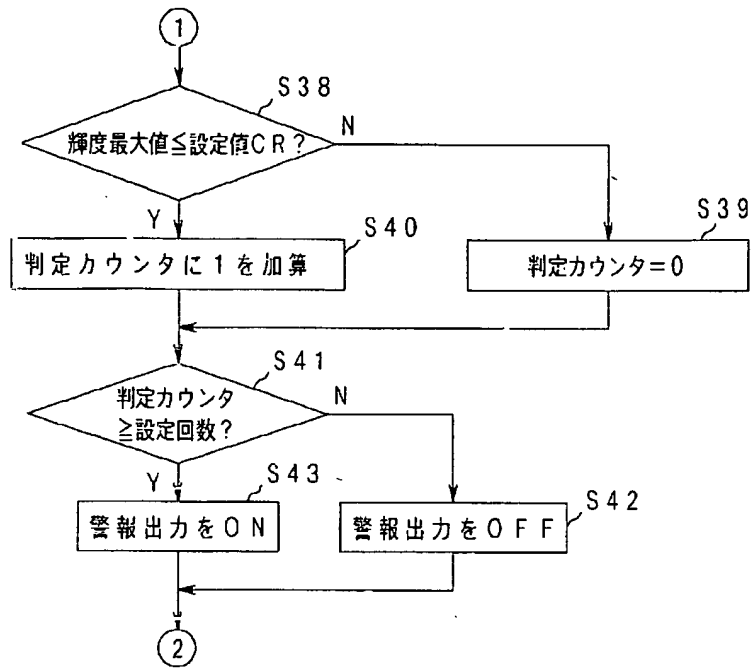 1
S38
輝度最大値≦設定値CR?
N
Y
S40
S39
判定カウンタに1を加算
判定カウンタ=0
S41
判定カウンタ
≧設定回数?
N
Y
S43
S42
警報出力をON
警報出力をOFF
2